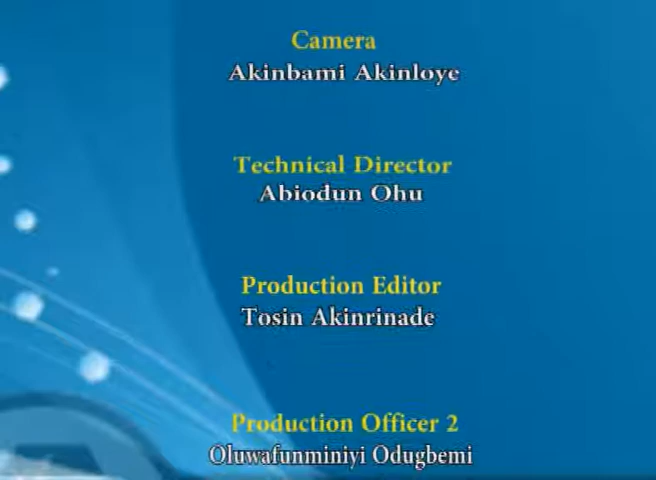 Camera
Akinbami Akinloye
Technical Director
Abiodun Ohu
Production Editor
Tosin Akinrinade
Production Officer 2
Oluwafunminiyi Odugbemi